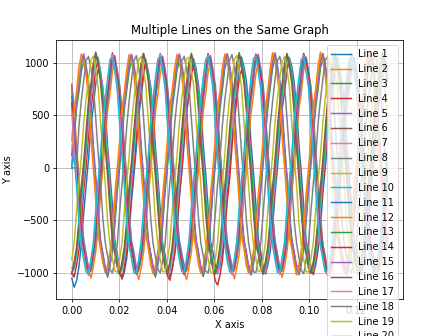 Multiple Lines on the Same Graph
1000
500
0
−500
−1000
Y axis
0.00
0.02
0.04
0.06
0.08
0.10
X axis
Line 1
Line 2
Line 3
Line 4
Line 5
Line 6
Line 7
Line 8
Line 9
Line 10
Line 11
Line 12
Line 13
Line 14
Line 15
Line 16
Line 17
Line 18
Line 19
Line 20